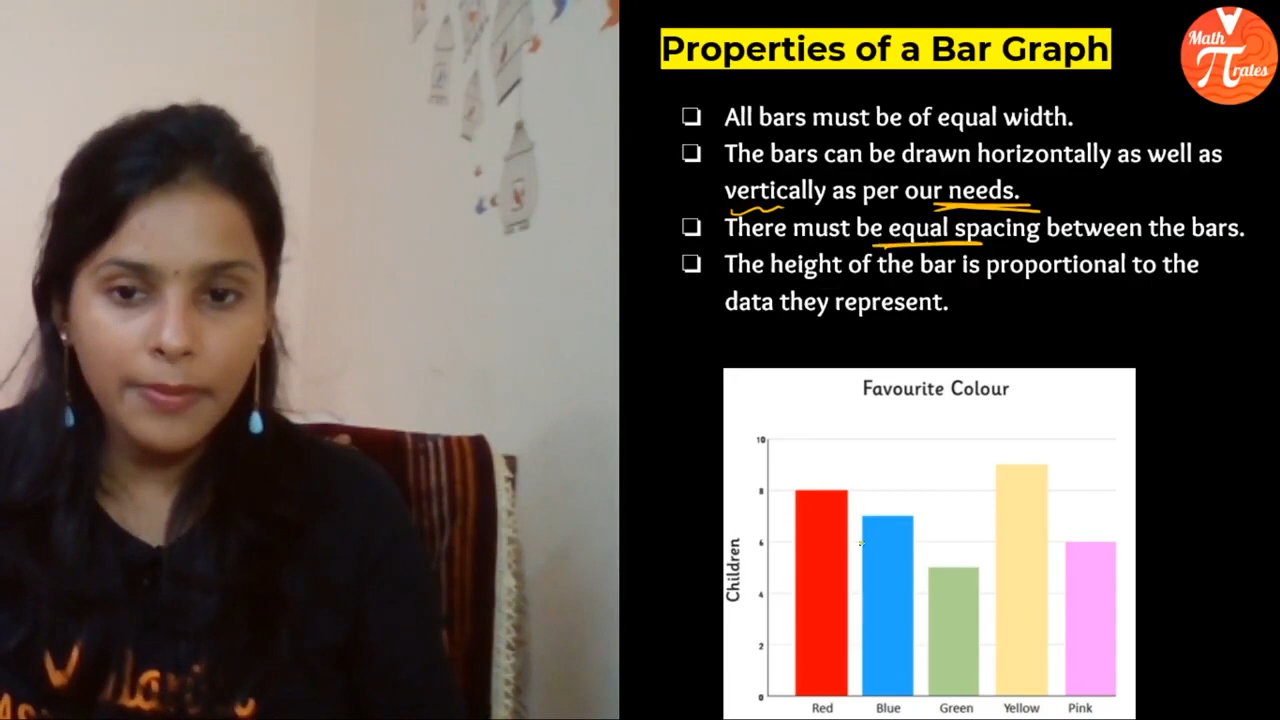 Properties of a Bar Graph
Math
π rates
❏ All bars must be of equal width.
❏ The bars can be drawn horizontally as well as
vertically as per our needs.
❏ There must be equal spacing between the bars.
❏ The height of the bar is proportional to the
data they represent.
Favourite Colour
Children
10
8
6
4
2
0
Red Blue Green Yellow Pink